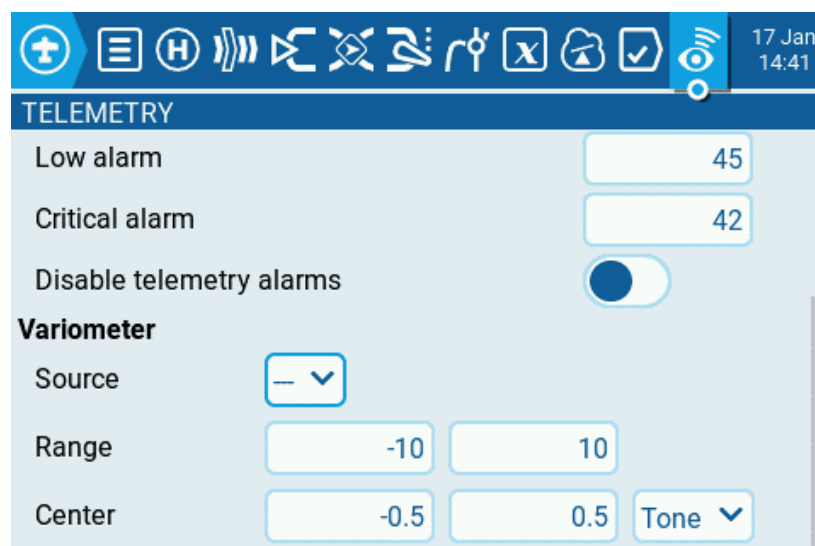 17 Jan
14:41
TELEMETRY
Low alarm 45
Critical alarm 42
Disable telemetry alarms
Variometer
Source ---
Range -10 10
Center -0.5 0.5 Tone